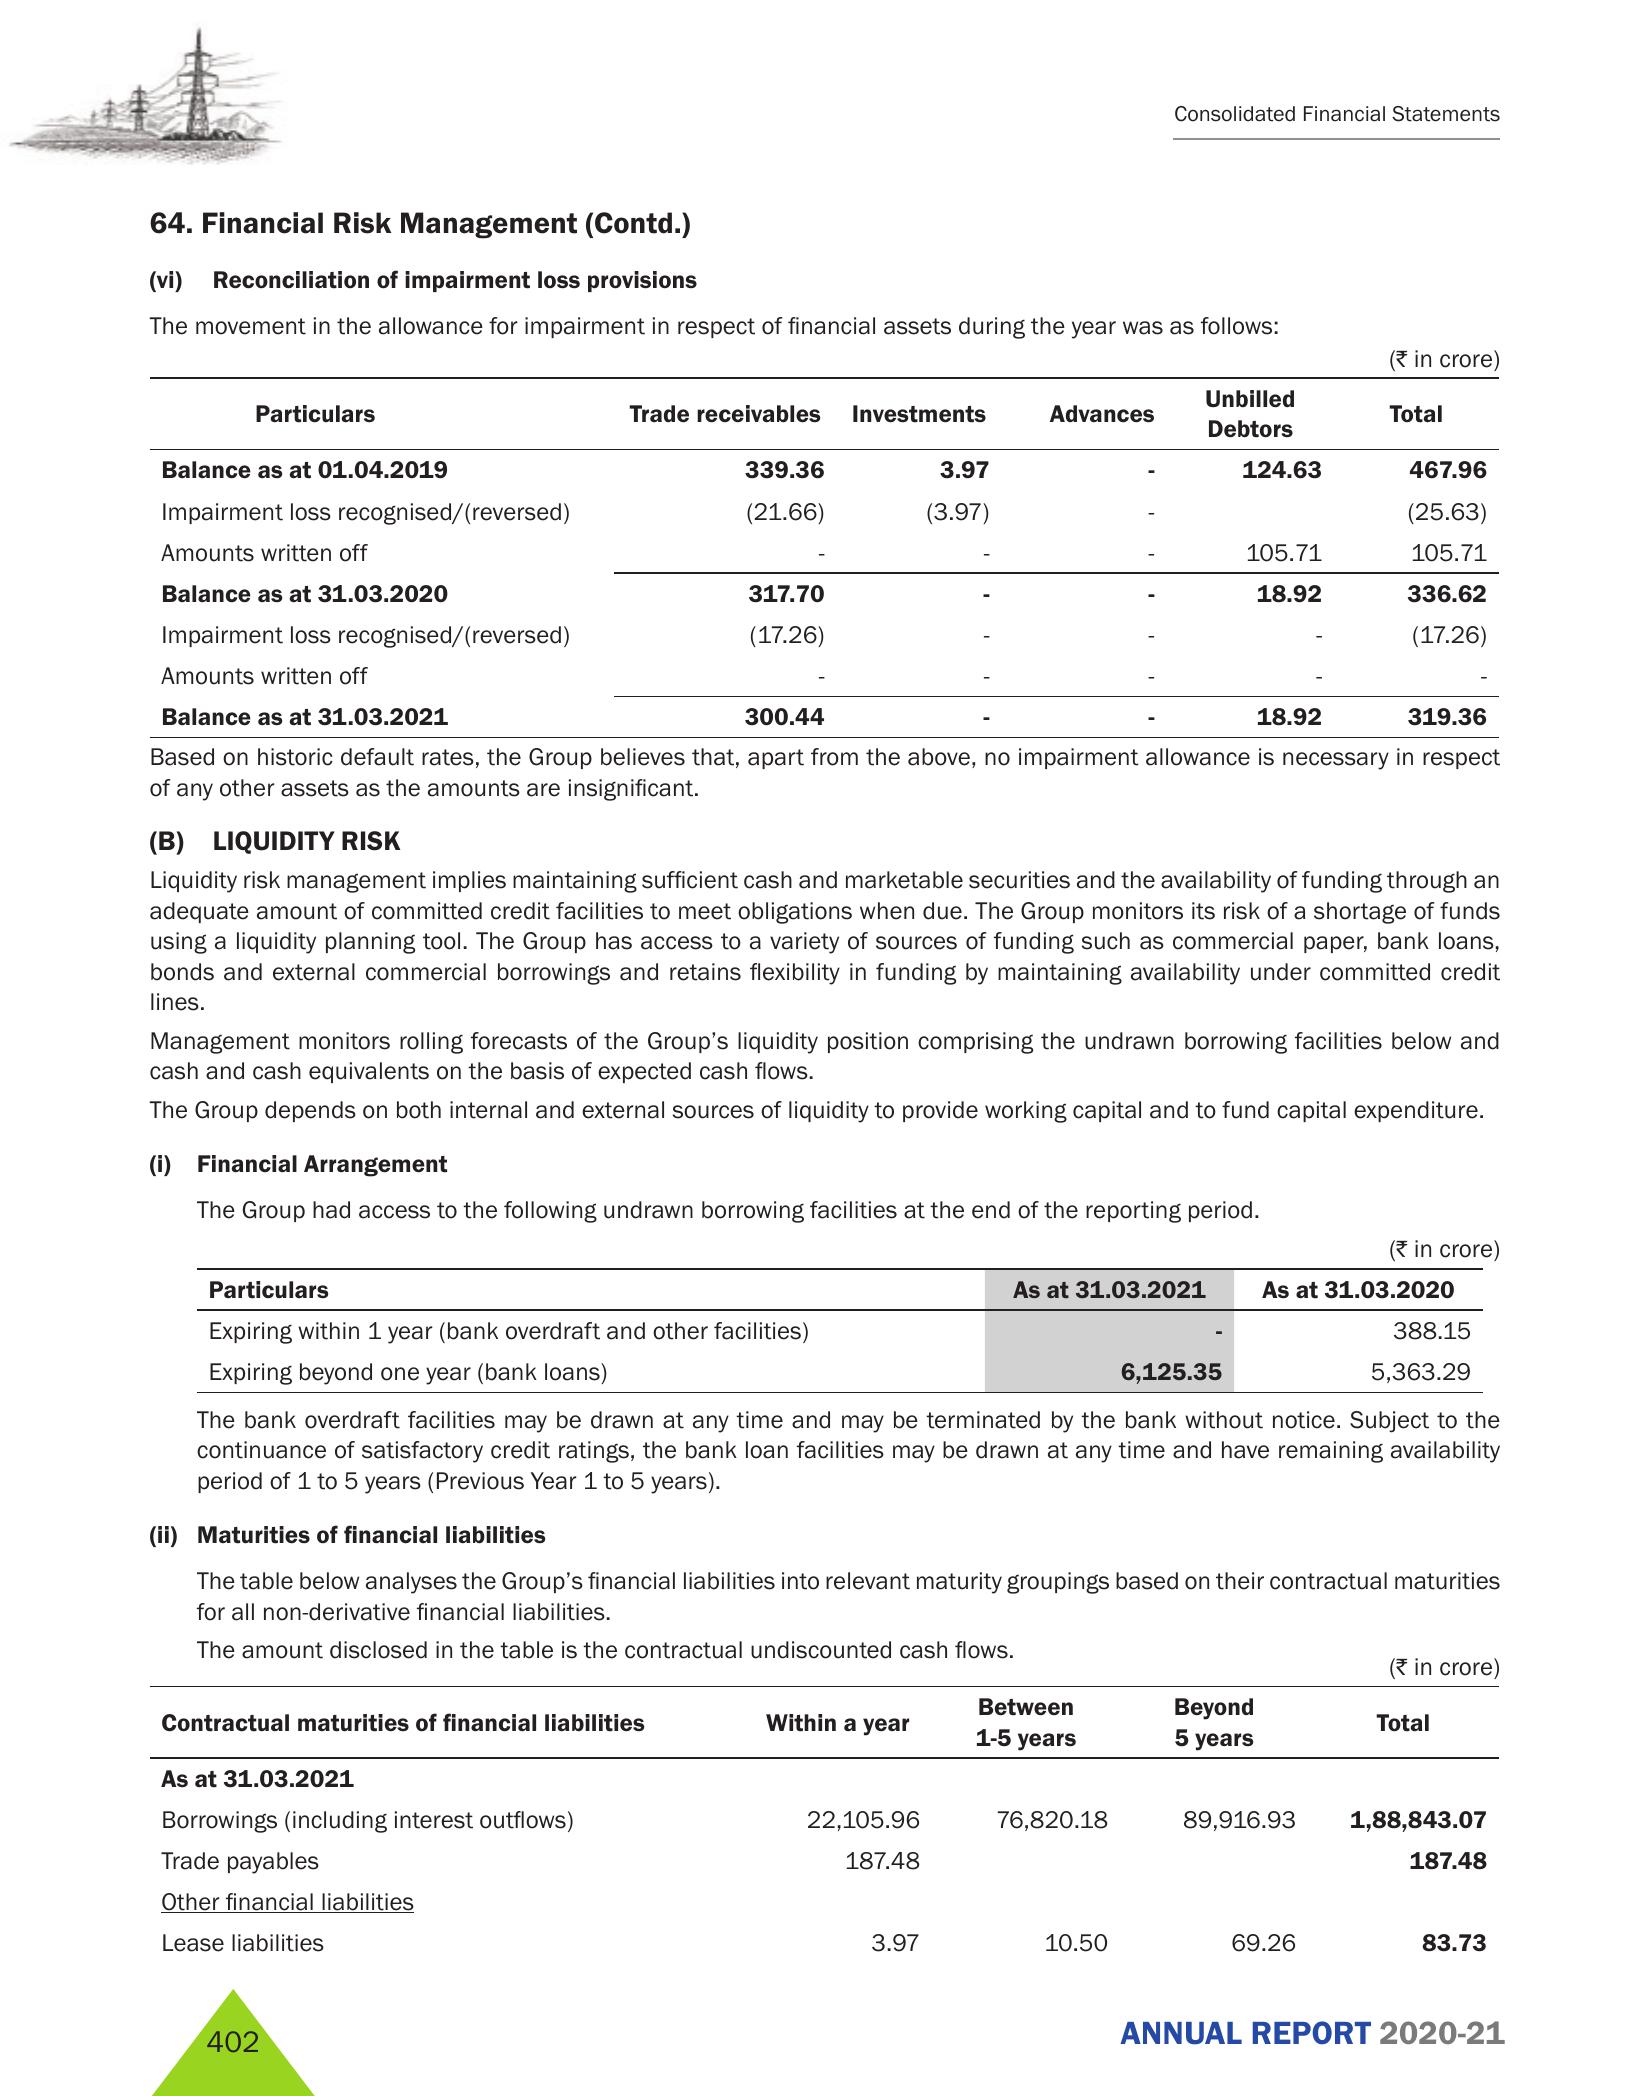 Consolidated Financial Statements
64. Financial Risk Management (Contd.)
(vi) Reconciliation of impairment loss provisions
The movement in the allowance for impairment in respect of financial assets during the year was as follows:
(₹ in crore)
Particulars Trade receivables Investments Advances Unbilled Debtors Total
Balance as at 01.04.2019 339.36 3.97 - 124.63 467.96
Impairment loss recognised/(reversed) (21.66) (3.97) - (25.63)
Amounts written off - - - 105.71 105.71
Balance as at 31.03.2020 317.70 - - 18.92 336.62
Impairment loss recognised/(reversed) (17.26) - - - (17.26)
Amounts written off - - - - -
Balance as at 31.03.2021 300.44 - - 18.92 319.36
Based on historic default rates, the Group believes that, apart from the above, no impairment allowance is necessary in respect
of any other assets as the amounts are insignificant.
(B) LIQUIDITY RISK
Liquidity risk management implies maintaining sufficient cash and marketable securities and the availability of funding through an
adequate amount of committed credit facilities to meet obligations when due. The Group monitors its risk of a shortage of funds
using a liquidity planning tool. The Group has access to a variety of sources of funding such as commercial paper, bank loans,
bonds and external commercial borrowings and retains flexibility in funding by maintaining availability under committed credit
lines.
Management monitors rolling forecasts of the Group's liquidity position comprising the undrawn borrowing facilities below and
cash and cash equivalents on the basis of expected cash flows.
The Group depends on both internal and external sources of liquidity to provide working capital and to fund capital expenditure.
(i) Financial Arrangement
The Group had access to the following undrawn borrowing facilities at the end of the reporting period.
(₹ in crore)
Particulars As at 31.03.2021 As at 31.03.2020
Expiring within 1 year (bank overdraft and other facilities) - 388.15
Expiring beyond one year (bank loans) 6,125.35 5,363.29
The bank overdraft facilities may be drawn at any time and may be terminated by the bank without notice. Subject to the
continuance of satisfactory credit ratings, the bank loan facilities may be drawn at any time and have remaining availability
period of 1 to 5 years (Previous Year 1 to 5 years).
(ii) Maturities of financial liabilities
The table below analyses the Group's financial liabilities into relevant maturity groupings based on their contractual maturities
for all non-derivative financial liabilities.
The amount disclosed in the table is the contractual undiscounted cash flows.
(₹ in crore)
Contractual maturities of financial liabilities Within a year Between 1-5 years Beyond 5 years Total
As at 31.03.2021
Borrowings (including interest outflows) 22,105.96 76,820.18 89,916.93 1,88,843.07
Trade payables 187.48 187.48
Other financial liabilities
Lease liabilities 3.97 10.50 69.26 83.73
402
ANNUAL REPORT 2020-21